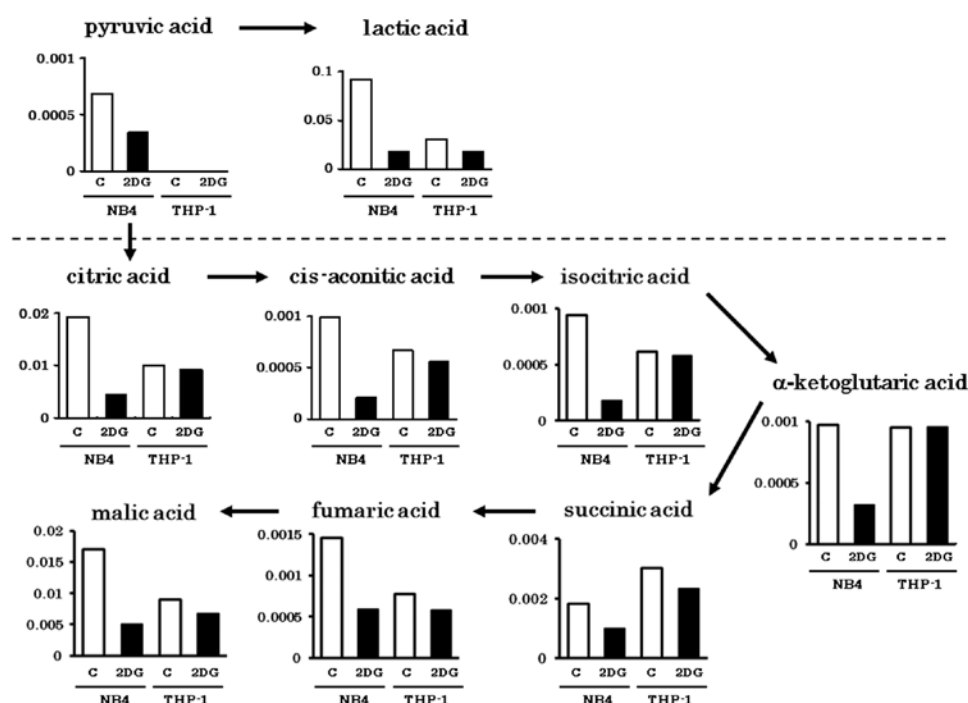 pyruvic acid lactic acid
0.001 0.1
0.0005 0.05
0 0
C 2DG C 2DG C 2DG C 2DG
NB4 THP-1 NB4 THP-1
citric acid cis-aconitic acid isocitric acid
0.02 0.001 0.001
0.01 0.0005 0.0005
0 0 0
C 2DG C 2DG C 2DG C 2DG C 2DG C 2DG
NB4 THP-1 NB4 THP-1 NB4 THP-1
α-ketoglutaric acid
0.001
0.0005
0
C 2DG C 2DG
NB4 THP-1
malic acid fumaric acid succinic acid
0.02 0.0015 0.004
0.015 0.001 0.002
0.01 0.0005 0
0.005 0
0
C 2DG C 2DG C 2DG C 2DG C 2DG C 2DG
NB4 THP-1 NB4 THP-1 NB4 THP-1